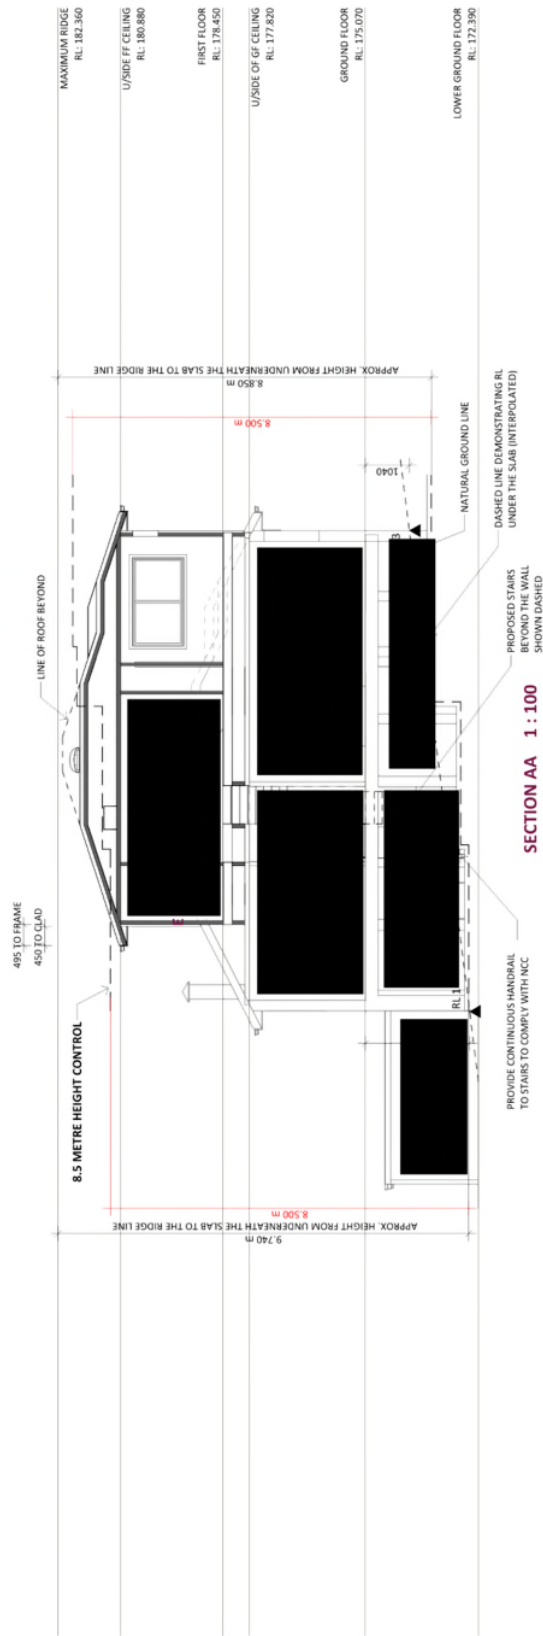 MAXIMUM RIDGE
RL: 182.360
U/SIDE FF CEILING
RL: 180.880
FIRST FLOOR
RL: 178.450
U/SIDE OF GF CEILING
RL: 177.820
GROUND FLOOR
RL: 175.070
LOWER GROUND FLOOR
RL: 172.390
APPROX. HEIGHT FROM UNDERNEATH THE SLAB TO THE RIDGE LINE
8.850 m
8.500 m
1040
NATURAL GROUND LINE
DASHED LINE DEMONSTRATING RL
UNDER THE SLAB (INTERPOLATED)
LINE OF ROOF BEYOND
PROPOSED STAIRS
BEYOND THE WALL
SHOWN DASHED
SECTION AA 1 : 100
495 TO FRAME
450 TO CLAD
8.5 METRE HEIGHT CONTROL
RL 1
PROVIDE CONTINUOUS HANDRAIL
TO STAIRS TO COMPLY WITH NCC
8.500 m
APPROX. HEIGHT FROM UNDERNEATH THE SLAB TO THE RIDGE LINE
9.740 m